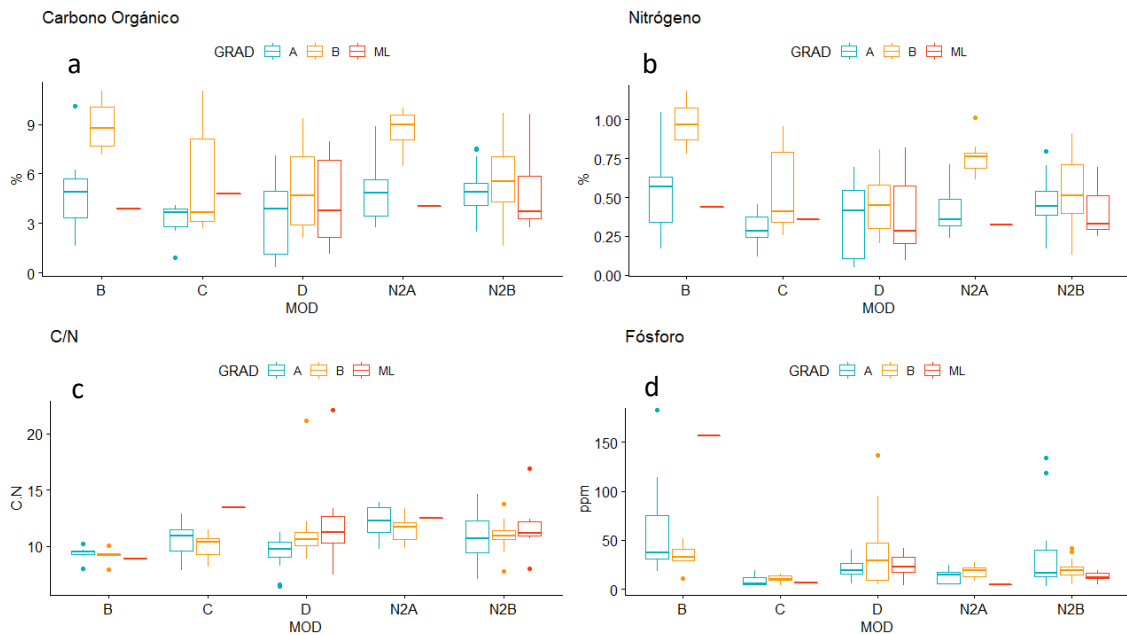 Carbono Orgánico
GRAD A B ML
a
%
9
6
3
0
B C D N2A N2B
MOD
Nitrógeno
GRAD A B ML
b
%
1.00
0.75
0.50
0.25
0.00
B C D N2A N2B
MOD
C/N
GRAD A B ML
c
C.N
20
15
10
B C D N2A N2B
MOD
Fósforo
GRAD A B ML
d
ppm
150
100
50
0
B C D N2A N2B
MOD